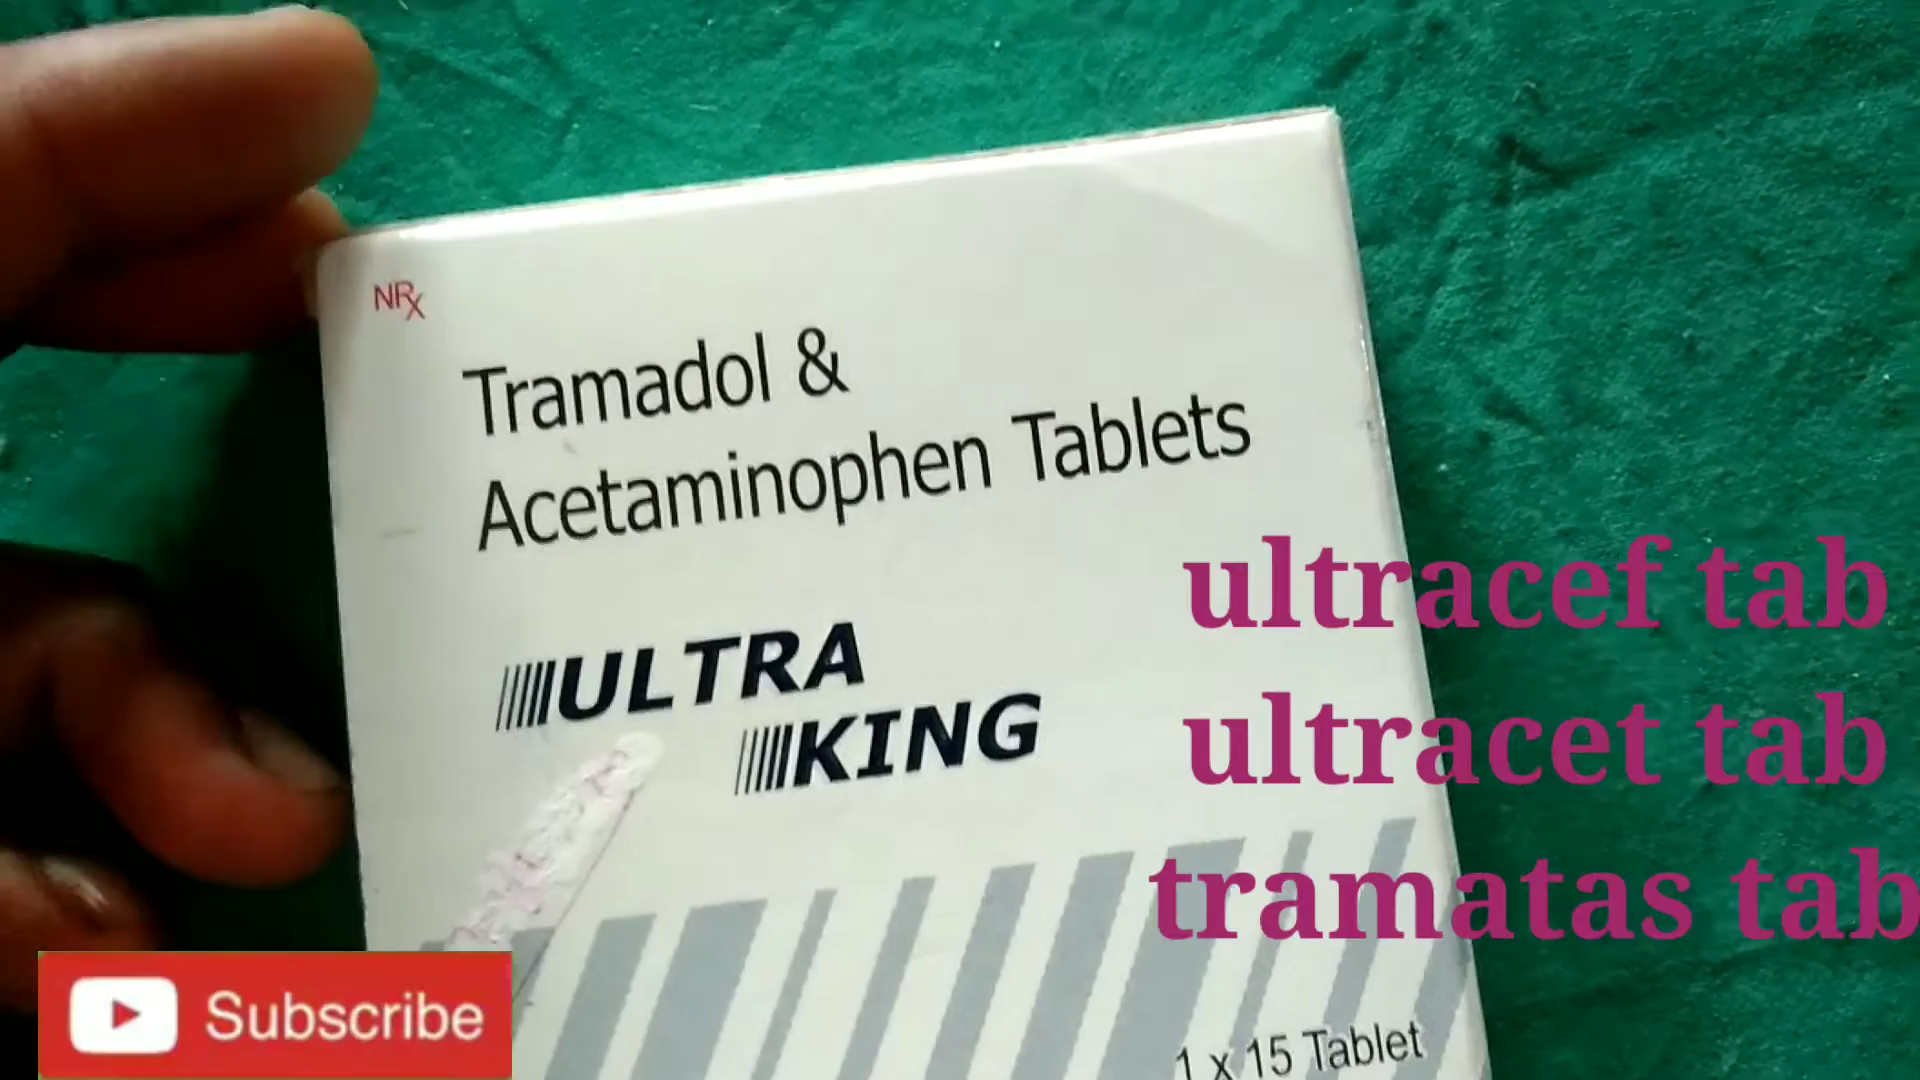 NRx
Tramadol &
Acetaminophen Tablets
ULTRA
KING
ultracef tab
ultracet tab
tramatas tab
Subscribe
1 x 15 Tablet